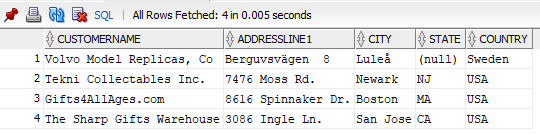 SQL | All Rows Fetched: 4 in 0.005 seconds
CUSTOMERNAME ADDRESSLINE1 CITY STATE COUNTRY
1 Volvo Model Replicas, Co Berguvsvägen 8 Luleå (null) Sweden
2 Tekni Collectables Inc. 7476 Moss Rd. Newark NJ USA
3 Gifts4AllAges.com 8616 Spinnaker Dr. Boston MA USA
4 The Sharp Gifts Warehouse 3086 Ingle Ln. San Jose CA USA